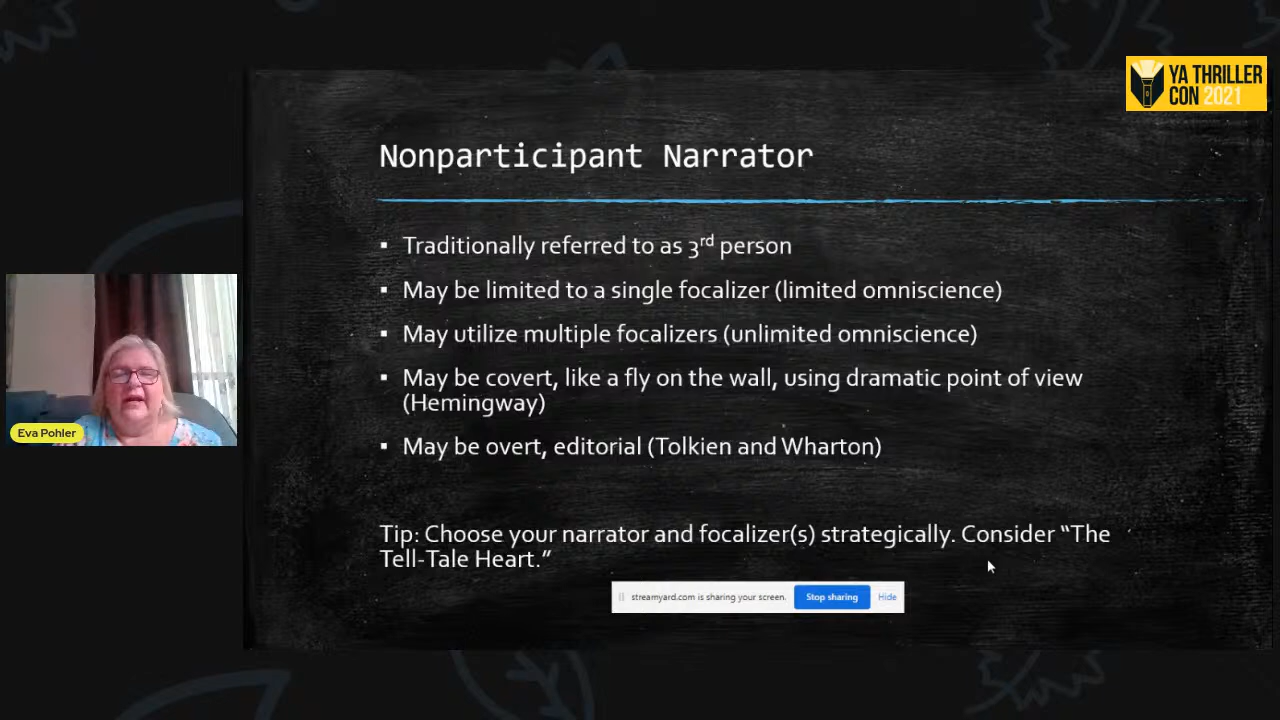 YA THRILLER
CON 2021
Nonparticipant Narrator
▪ Traditionally referred to as 3rd person
▪ May be limited to a single focalizer (limited omniscience)
▪ May utilize multiple focalizers (unlimited omniscience)
▪ May be covert, like a fly on the wall, using dramatic point of view
(Hemingway)
▪ May be overt, editorial (Tolkien and Wharton)
Eva Pohler
Tip: Choose your narrator and focalizer(s) strategically. Consider “The
Tell-Tale Heart.”
streamyard.com is sharing your screen. Stop sharing Hide